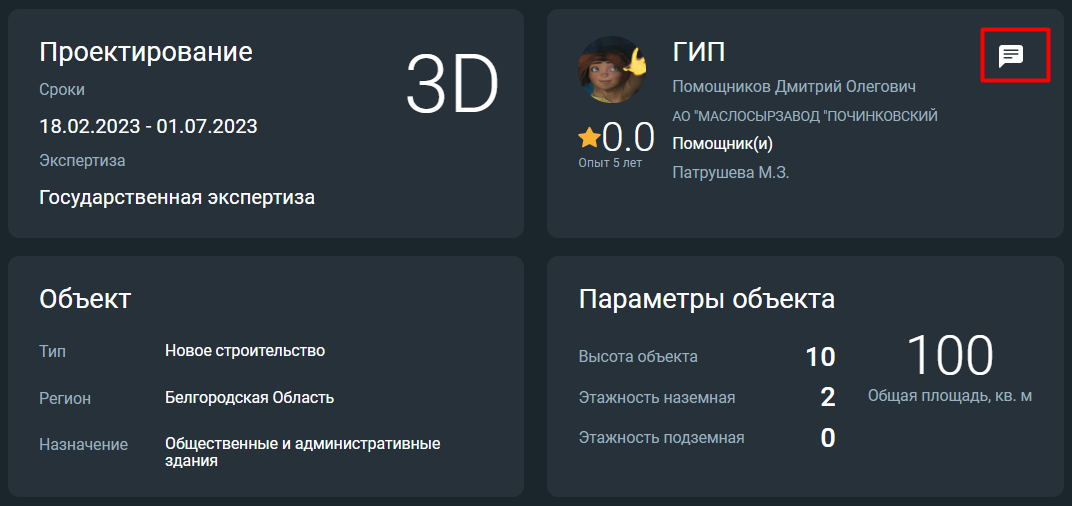 Проектирование
Сроки
18.02.2023 - 01.07.2023
Экспертиза
Государственная экспертиза
3D
ГИП
Помощников Дмитрий Олегович
АО "МАСЛОСЫРЗАВОД "ПОЧИНКОВСКИЙ
Помощник(и)
Патрушева М.З.
0.0
Опыт 5 лет
Объект
Тип Новое строительство
Регион Белгородская Область
Назначение Общественные и административные
здания
Параметры объекта
Высота объекта 10
Этажность наземная 2
Этажность подземная 0
100
Общая площадь, кв. м